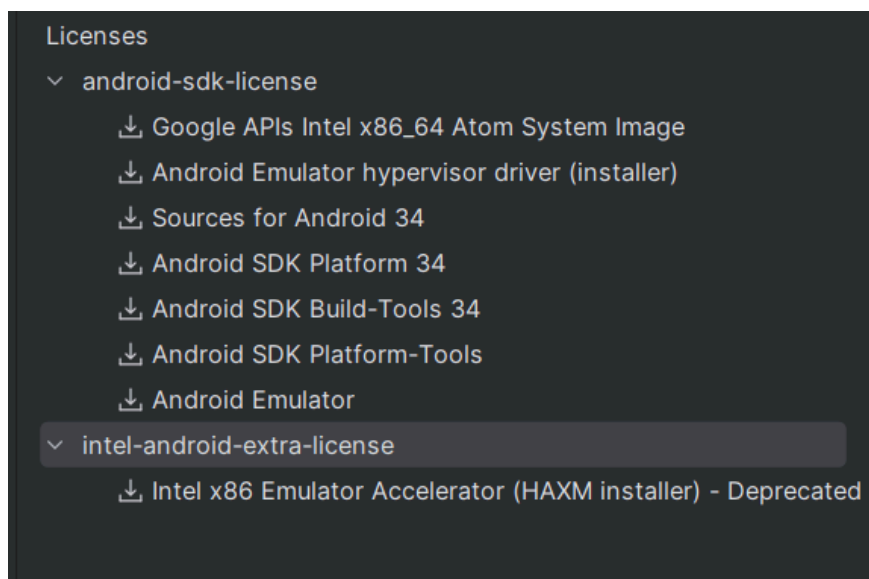 Licenses
android-sdk-license
Google APIs Intel x86_64 Atom System Image
Android Emulator hypervisor driver (installer)
Sources for Android 34
Android SDK Platform 34
Android SDK Build-Tools 34
Android SDK Platform-Tools
Android Emulator
intel-android-extra-license
Intel x86 Emulator Accelerator (HAXM installer) - Deprecated